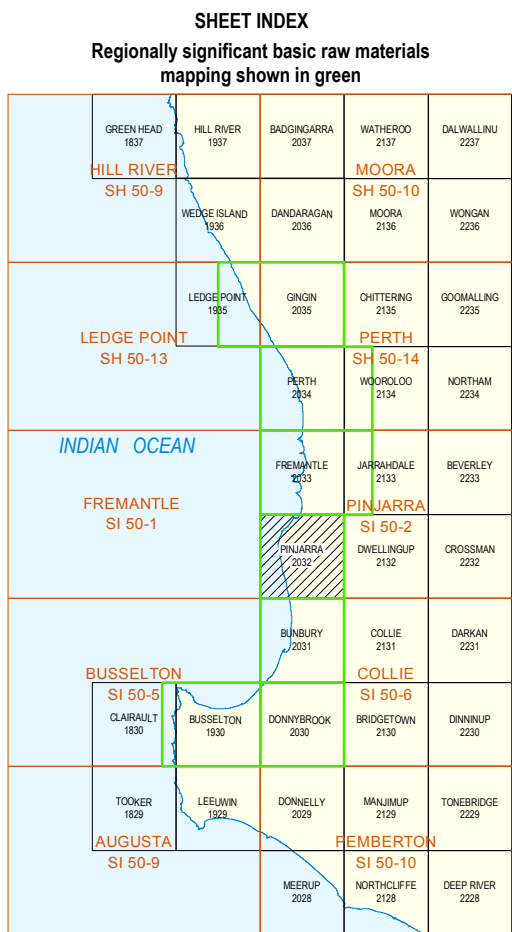 SHEET INDEX
Regionally significant basic raw materials
mapping shown in green
GREEN HEAD
1837
HILL RIVER
1937
BADGINGARRA
2037
WATHEROO
2137
DALWALLINU
2237
HILL RIVER
SH 50-9
MOORA
SH 50-10
WEDGE ISLAND
1936
DANDARAGAN
2036
MOORA
2136
WONGAN
2236
LEDGE POINT
1935
GINGIN
2035
CHITTERING
2135
GOOMALLING
2235
LEDGE POINT
SH 50-13
PERTH
SH 50-14
PERTH
2034
WOOROLOO
2134
NORTHAM
2234
INDIAN OCEAN
FREMANTLE
2033
JARRAHDALE
2133
BEVERLEY
2233
FREMANTLE
SI 50-1
PINJARRA
SI 50-2
PINJARRA
2032
DWELLINGUP
2132
CROSSMAN
2232
BUNBURY
2031
COLLIE
2131
DARKAN
2231
BUSSELTON
SI 50-5
COLLIE
SI 50-6
CLAIRAULT
1830
BUSSELTON
1930
DONNYBROOK
2030
BRIDGETOWN
2130
DINNINUP
2230
TOOKER
1829
LEEUWIN
1929
DONNELLY
2029
MANJIMUP
2129
TONEBRIDGE
2229
AUGUSTA
SI 50-9
PEMBERTON
SI 50-10
MEERUP
2028
NORTHCLIFFE
2128
DEEP RIVER
2228